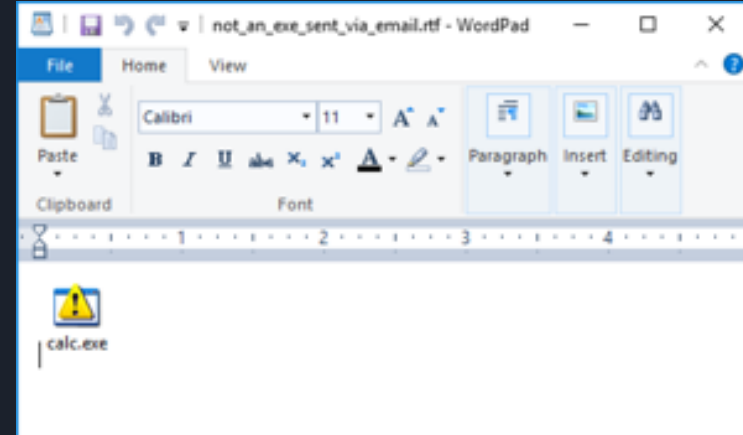 not_an_exe_sent_via_email.rtf - WordPad
File Home View
Calibri 11 A A
Paste B I U abc X₂ x² A Paragraph Insert Editing
Clipboard Font
1 2 3 4
calc.exe